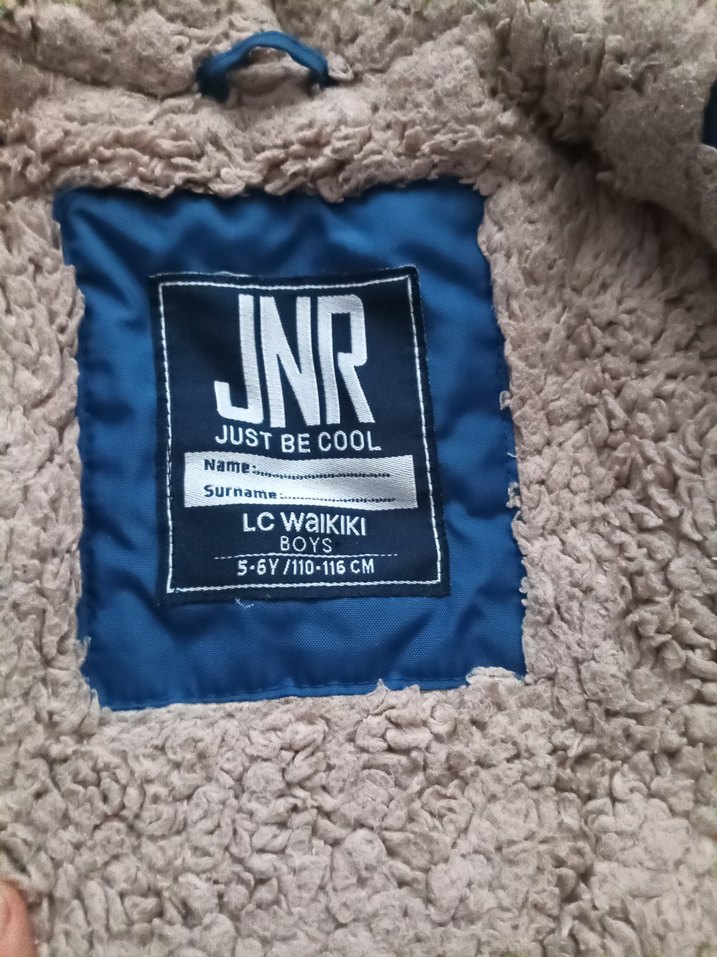 JNR
JUST BE COOL
Name:........................
Surname:....................
LC WAIKIKI
BOYS
5-6Y/110-116 CM